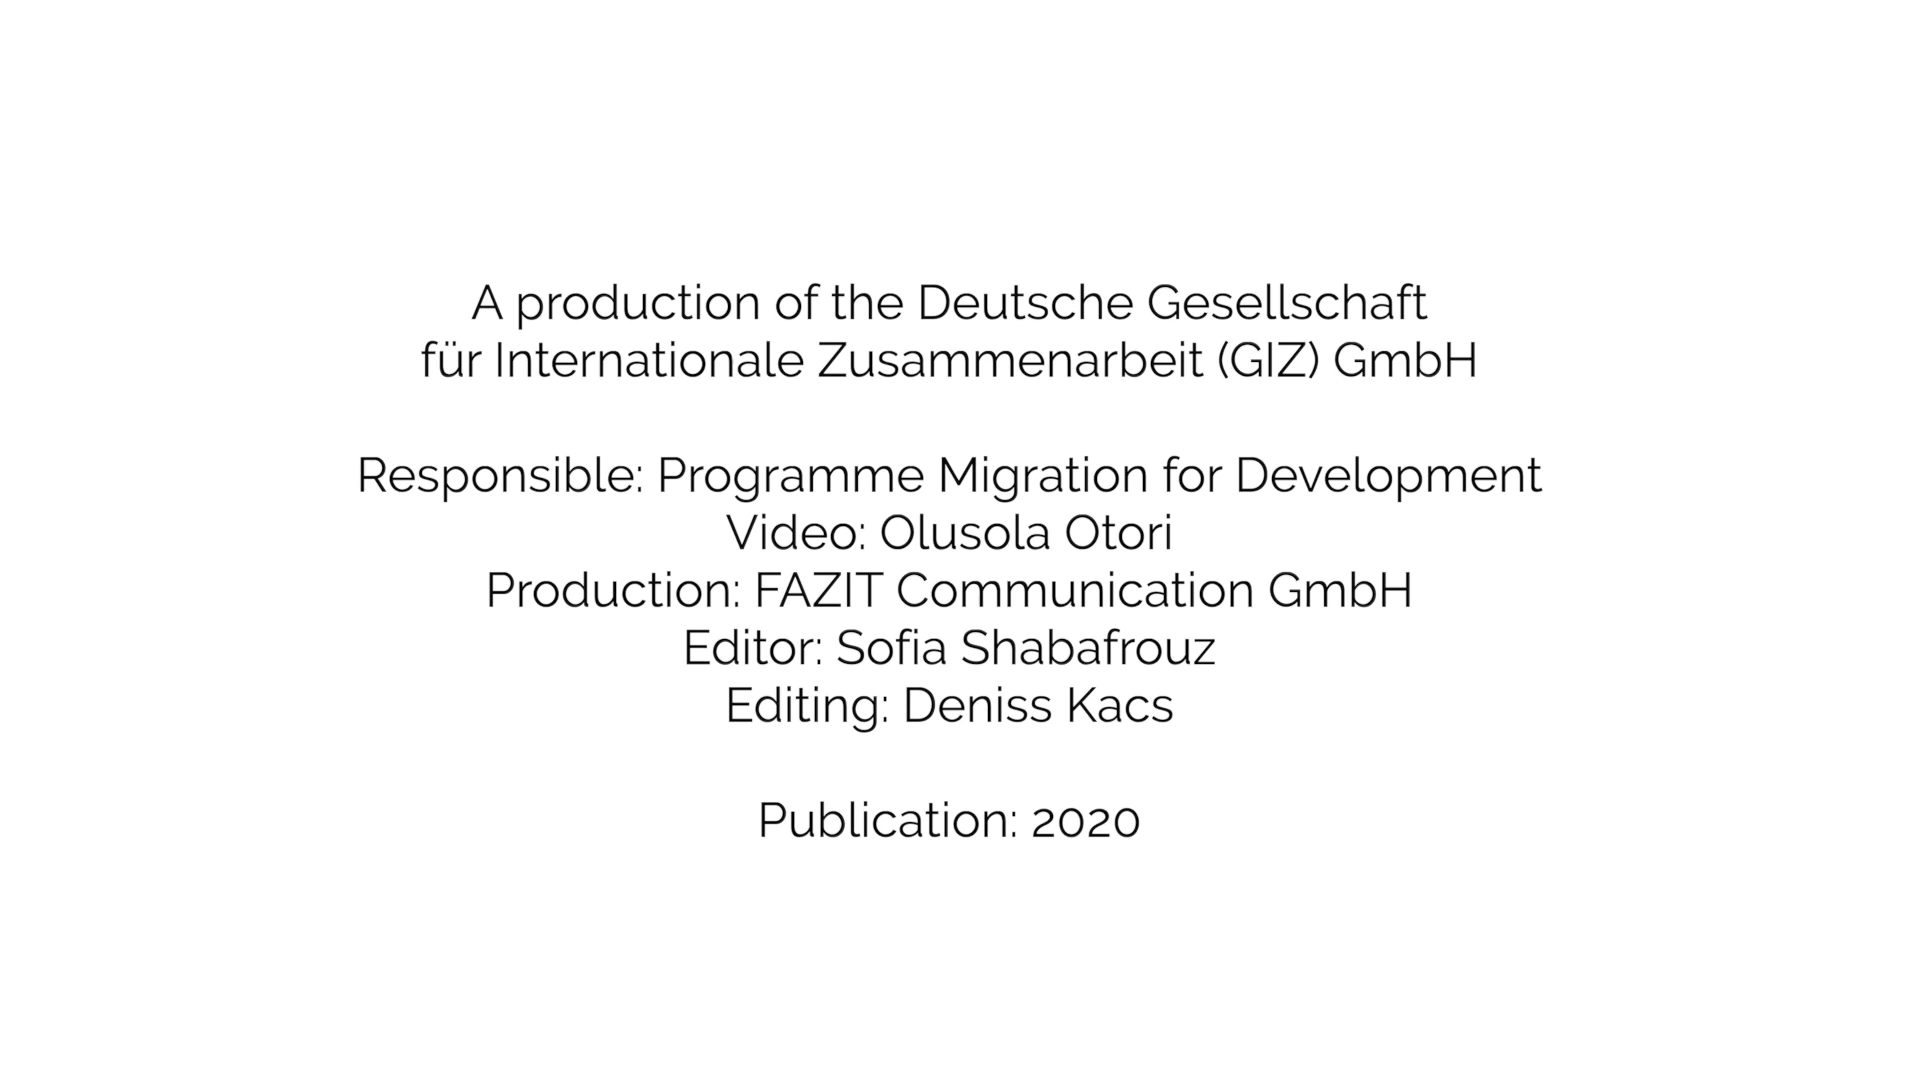 A production of the Deutsche Gesellschaft
für Internationale Zusammenarbeit (GIZ) GmbH
Responsible: Programme Migration for Development
Video: Olusola Otori
Production: FAZIT Communication GmbH
Editor: Sofia Shabafrouz
Editing: Deniss Kacs
Publication: 2020